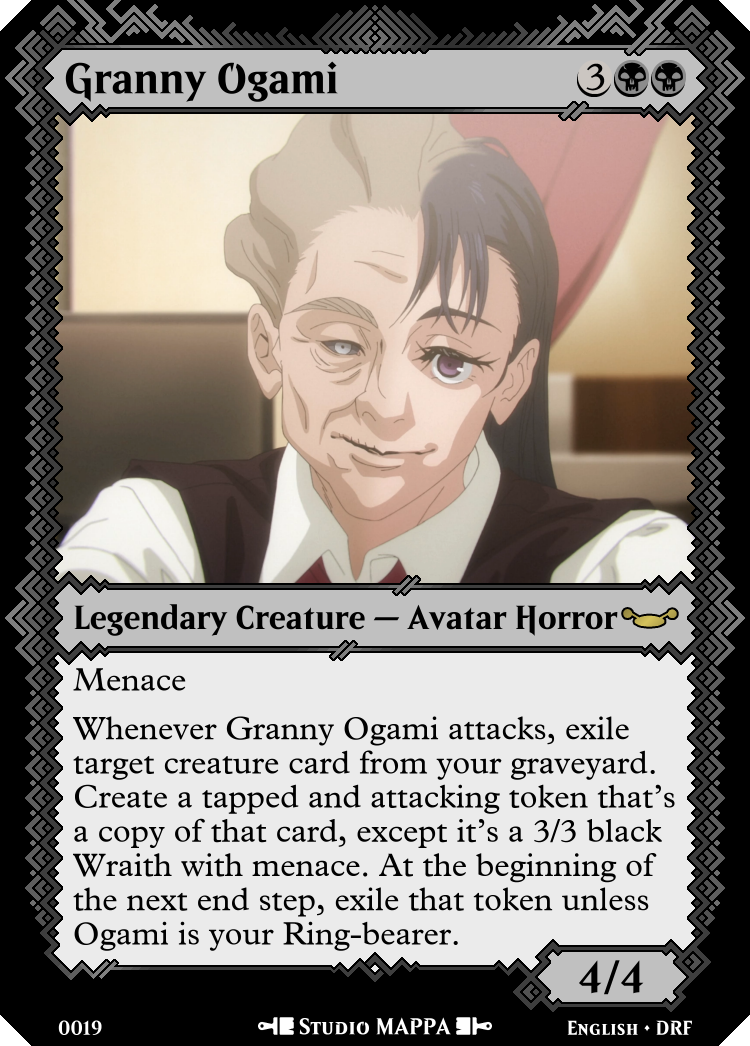 Granny Ogami 3
Legendary Creature — Avatar Horror
Menace
Whenever Granny Ogami attacks, exile
target creature card from your graveyard.
Create a tapped and attacking token that's
a copy of that card, except it's a 3/3 black
Wraith with menace. At the beginning of
the next end step, exile that token unless
Ogami is your Ring-bearer.
4/4
0019 Studio MAPPA English • DRF